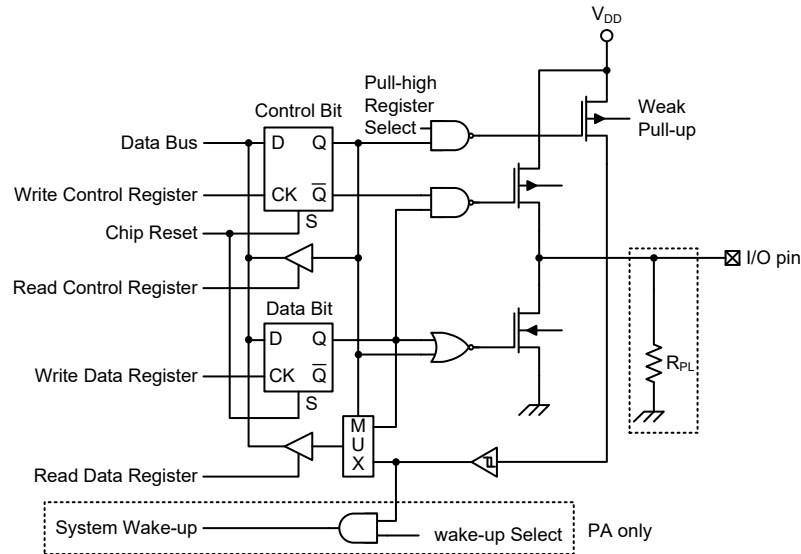 V_DD
Pull-high
Register
Select
Control Bit
Weak
Pull-up
Data Bus
D
Q
Write Control Register
CK
Q̅
S
Chip Reset
I/O pin
Read Control Register
Data Bit
D
Q
R_PL
Write Data Register
CK
Q̅
S
M
U
X
Read Data Register
System Wake-up
wake-up Select
PA only